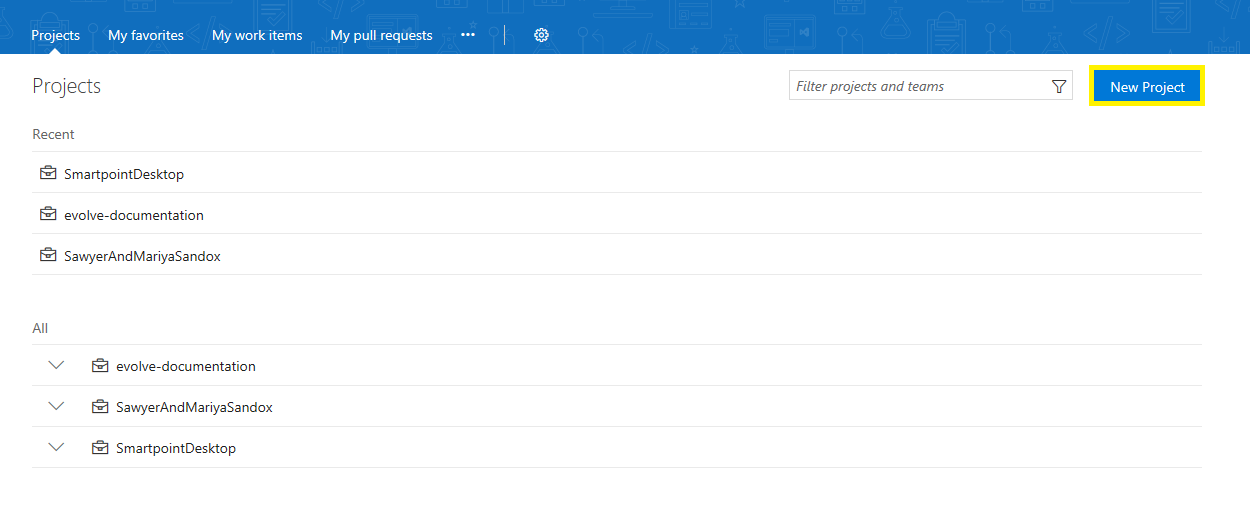 Projects My favorites My work items My pull requests ···
Projects
Filter projects and teams
New Project
Recent
SmartpointDesktop
evolve-documentation
SawyerAndMariyaSandox
All
evolve-documentation
SawyerAndMariyaSandox
SmartpointDesktop